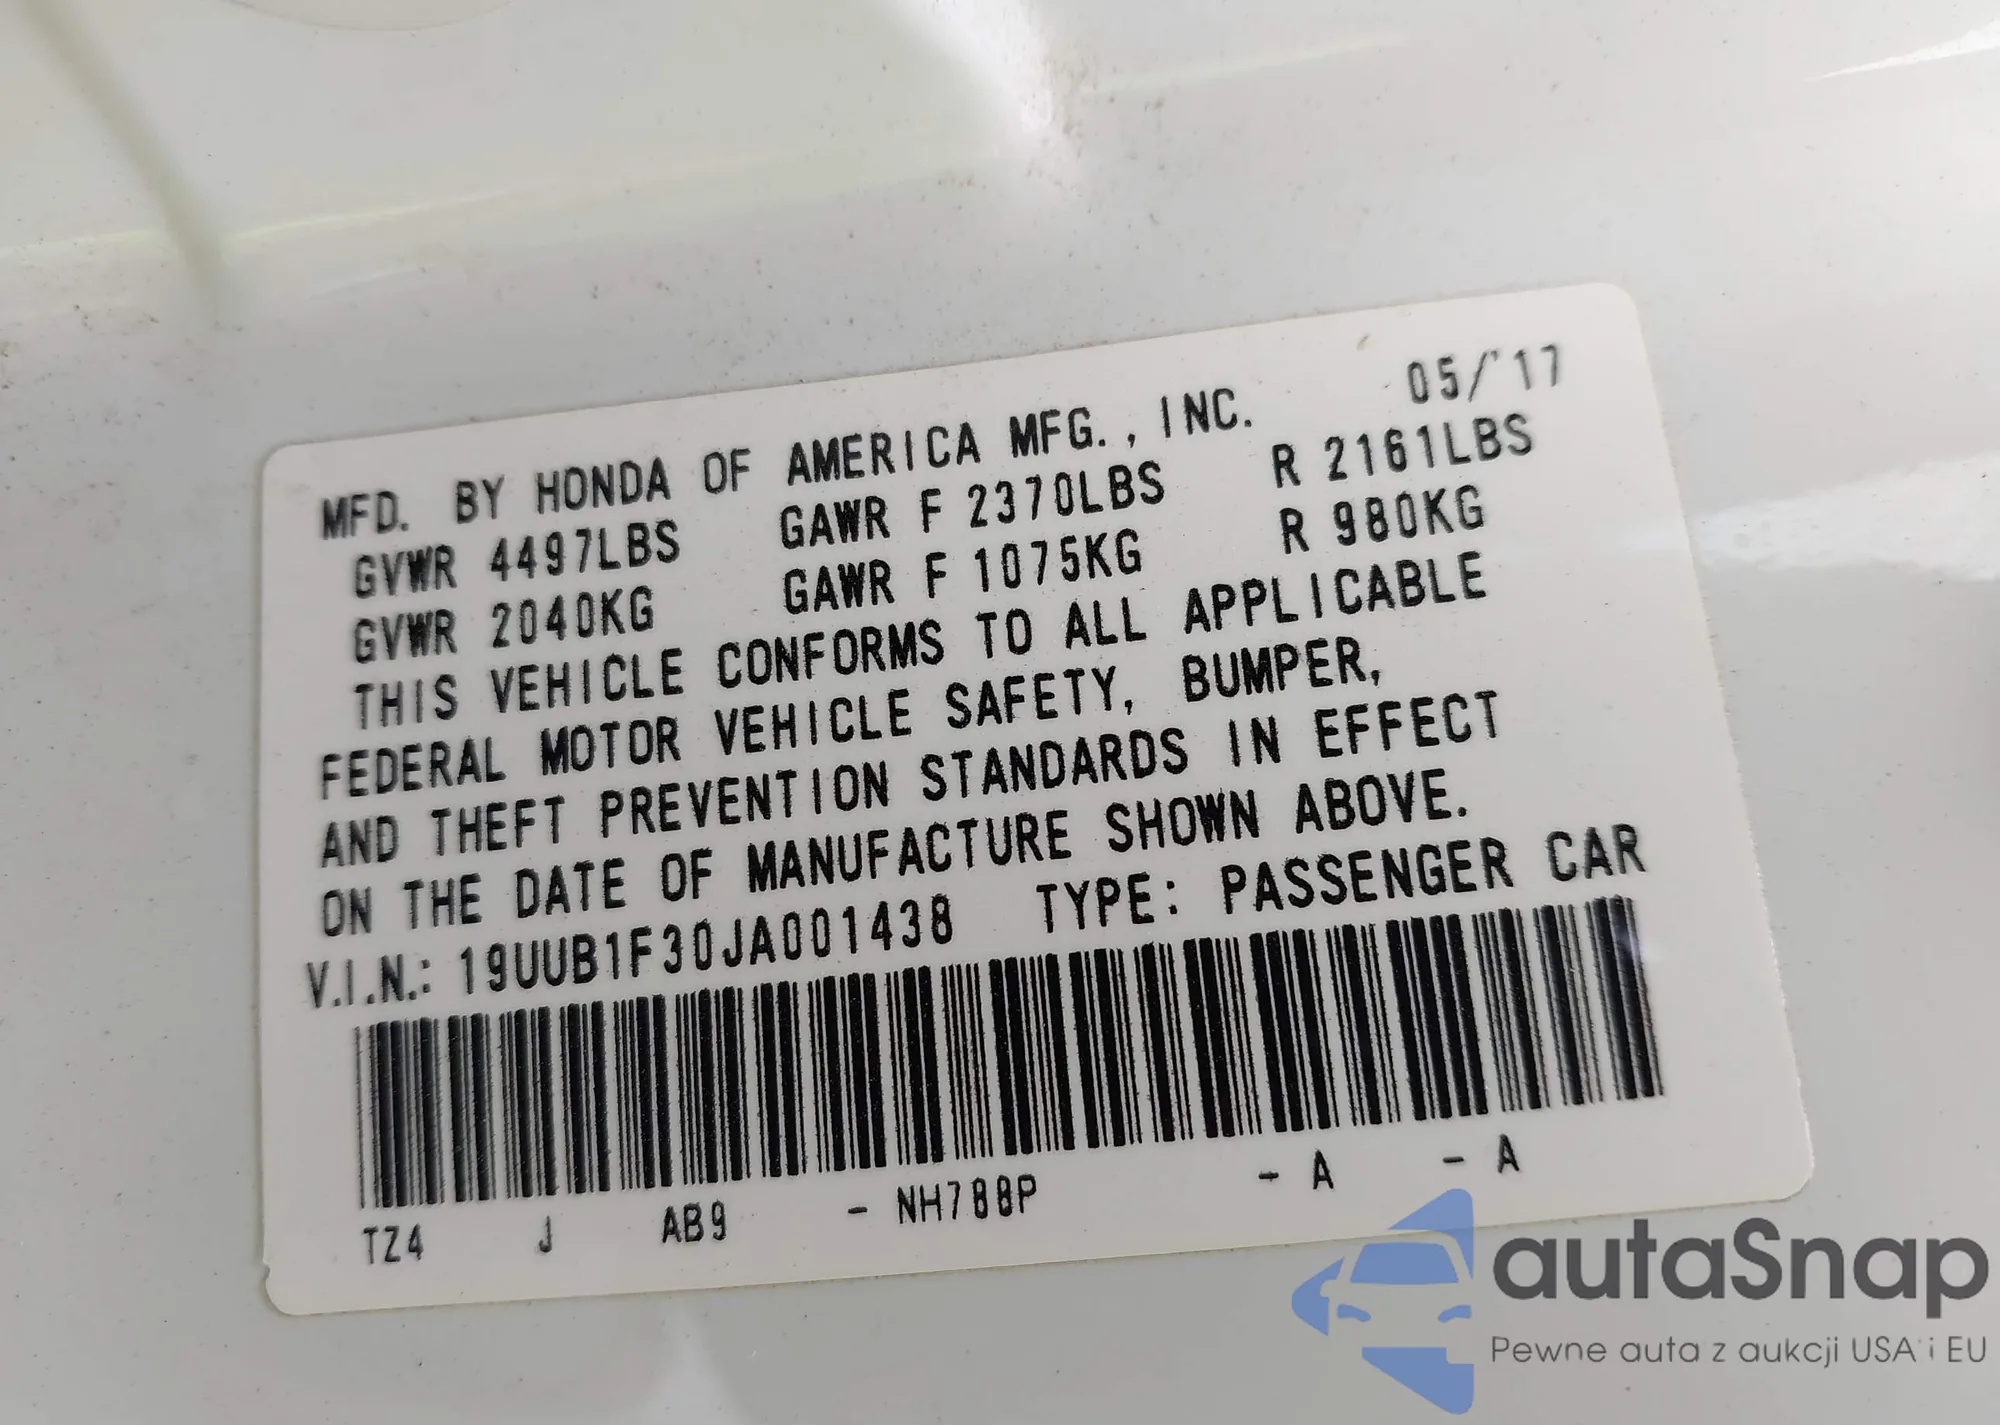 05/'17
MFD. BY HONDA OF AMERICA MFG., INC.
GVWR 4497LBS GAWR F 2370LBS R 2161LBS
GVWR 2040KG GAWR F 1075KG R 980KG
THIS VEHICLE CONFORMS TO ALL APPLICABLE
FEDERAL MOTOR VEHICLE SAFETY, BUMPER,
AND THEFT PREVENTION STANDARDS IN EFFECT
ON THE DATE OF MANUFACTURE SHOWN ABOVE.
V.I.N.: 19UUB1F30JA001438 TYPE: PASSENGER CAR
TZ4 J AB9 - NH788P - A - A
autaSnap
Pewne auta z aukcji USA i EU